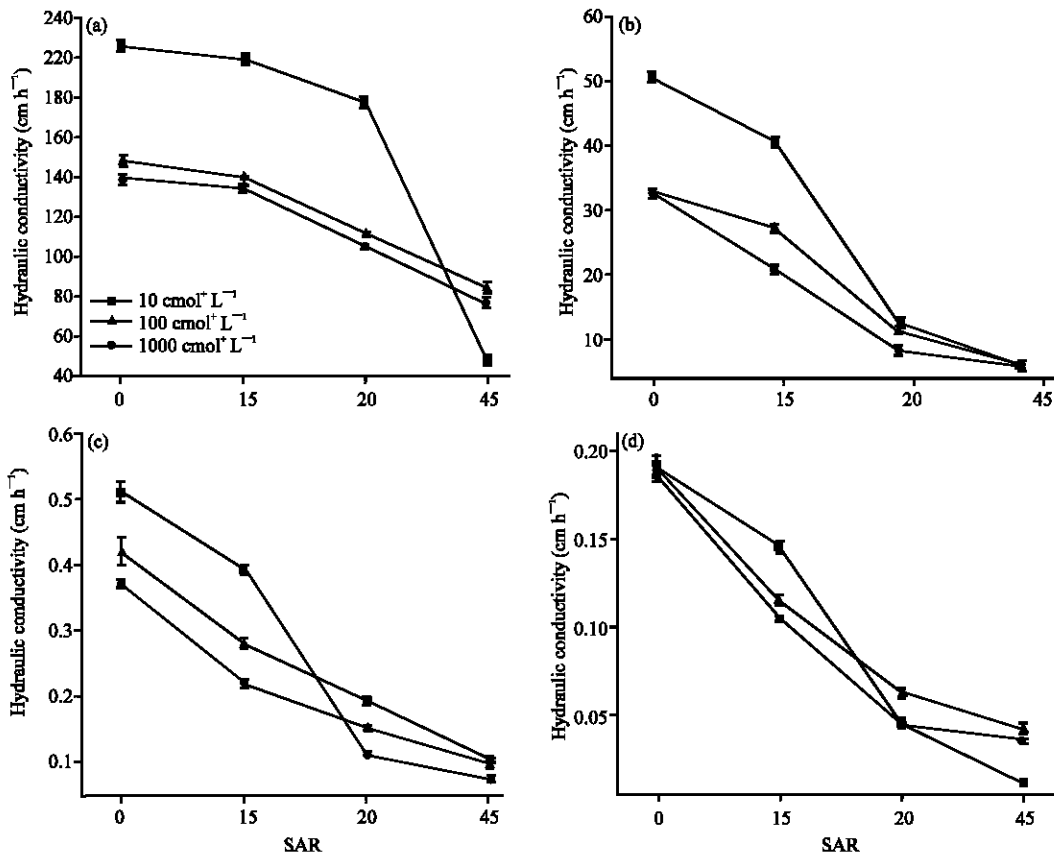 (a)
Hydraulic conductivity (cm h⁻¹)
240
220
180
140
120
100
80
60
40
10 cmol⁺ L⁻¹
100 cmol⁺ L⁻¹
1000 cmol⁺ L⁻¹
0 15 20 45
(b)
Hydraulic conductivity (cm h⁻¹)
60
50
40
30
20
10
0 15 20 45
(c)
Hydraulic conductivity (cm h⁻¹)
0.6
0.5
0.4
0.3
0.2
0.1
0 15 20 45
SAR
(d)
Hydraulic conductivity (cm h⁻¹)
0.20
0.15
0.10
0.05
0 15 20 45
SAR